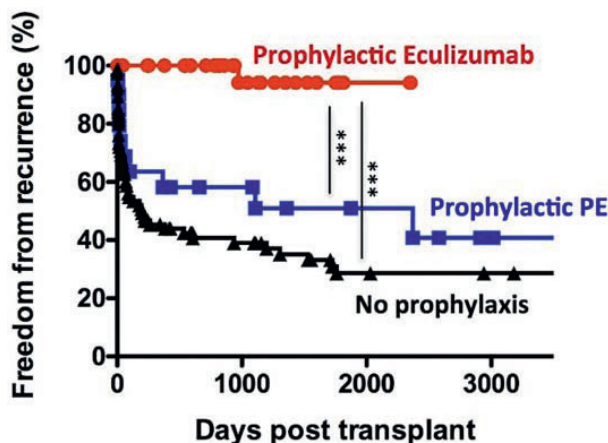 Freedom from recurrence (%)
100
80
60
40
20
0
Prophylactic Eculizumab
***
***
Prophylactic PE
No prophylaxis
0
1000
2000
3000
Days post transplant